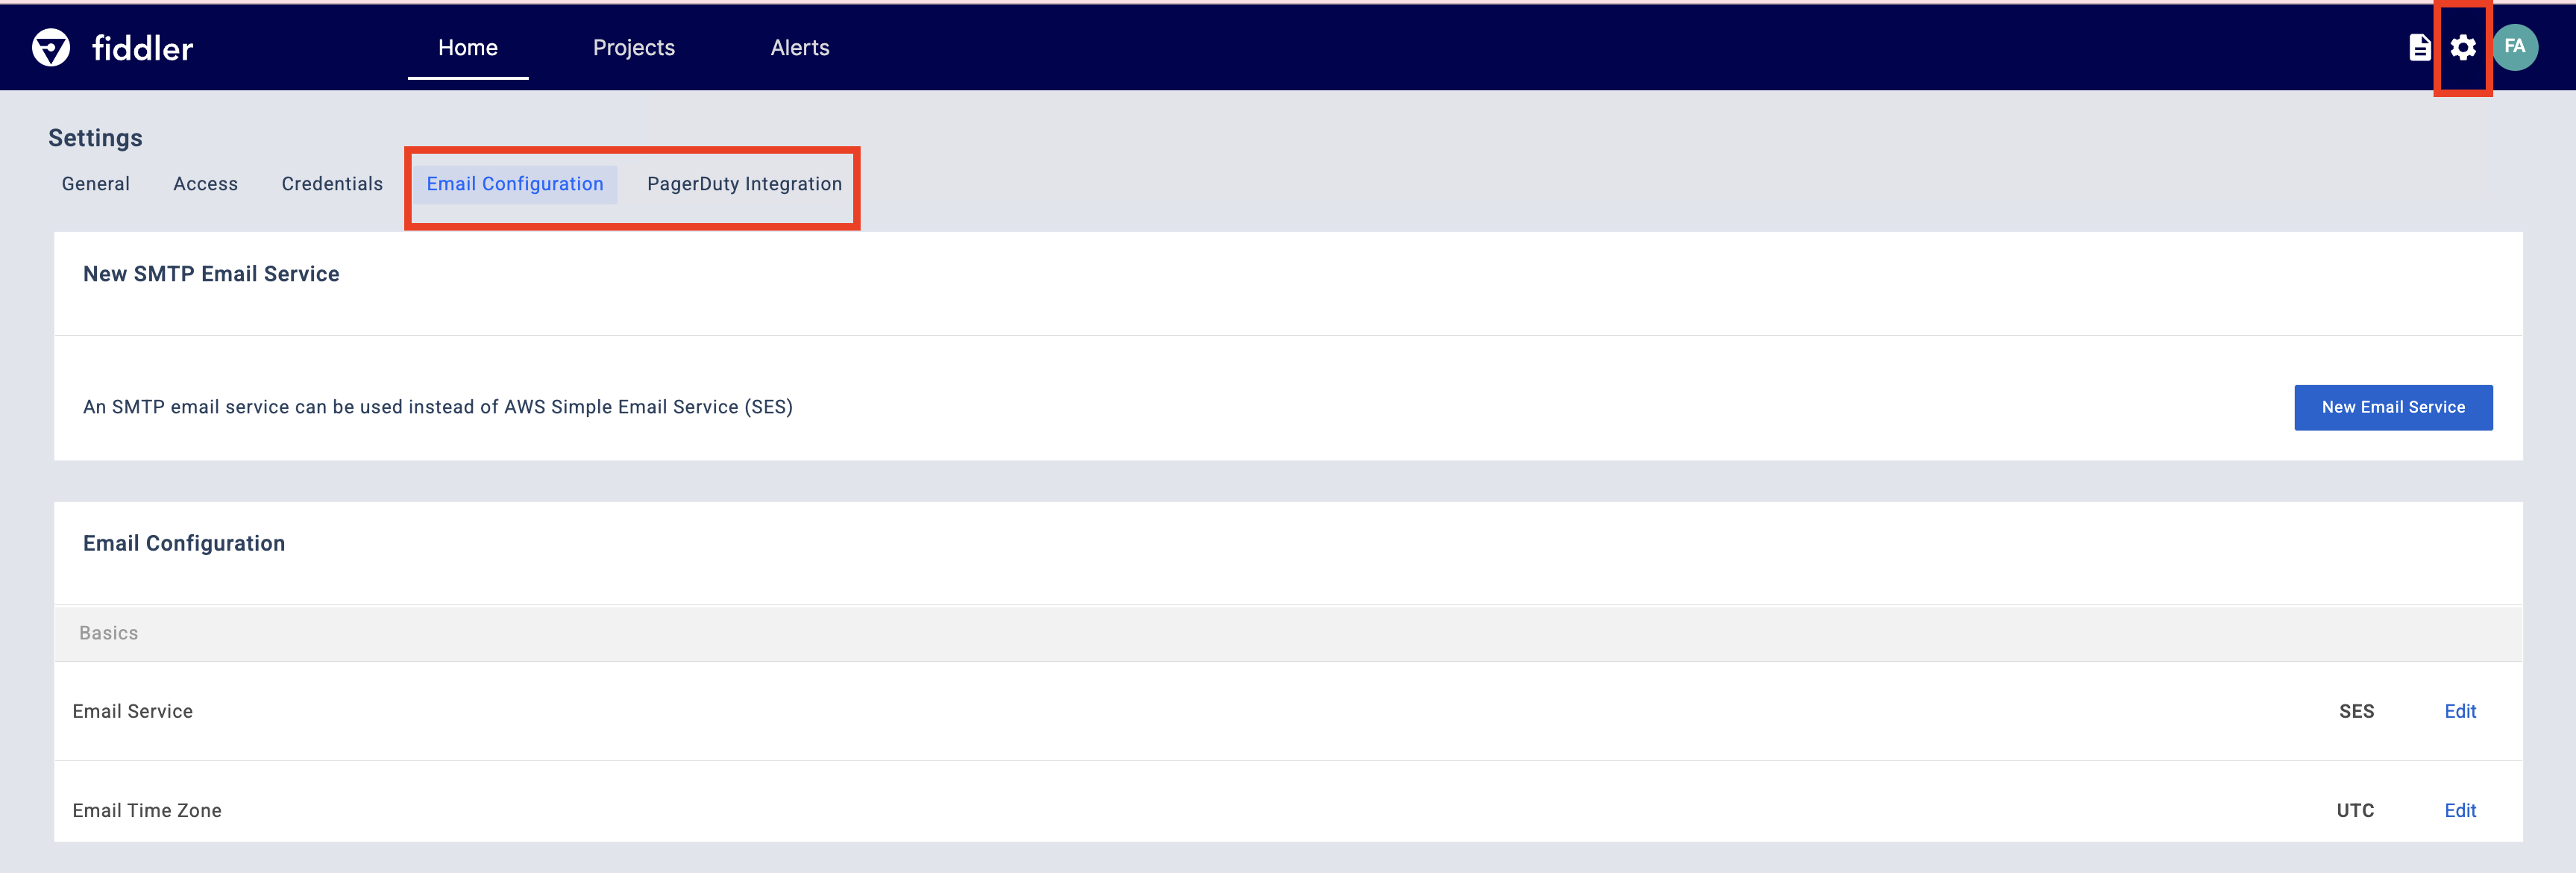 fiddler Home Projects Alerts FA
Settings
General Access Credentials Email Configuration PagerDuty Integration
New SMTP Email Service
An SMTP email service can be used instead of AWS Simple Email Service (SES) New Email Service
Email Configuration
Basics
Email Service SES Edit
Email Time Zone UTC Edit